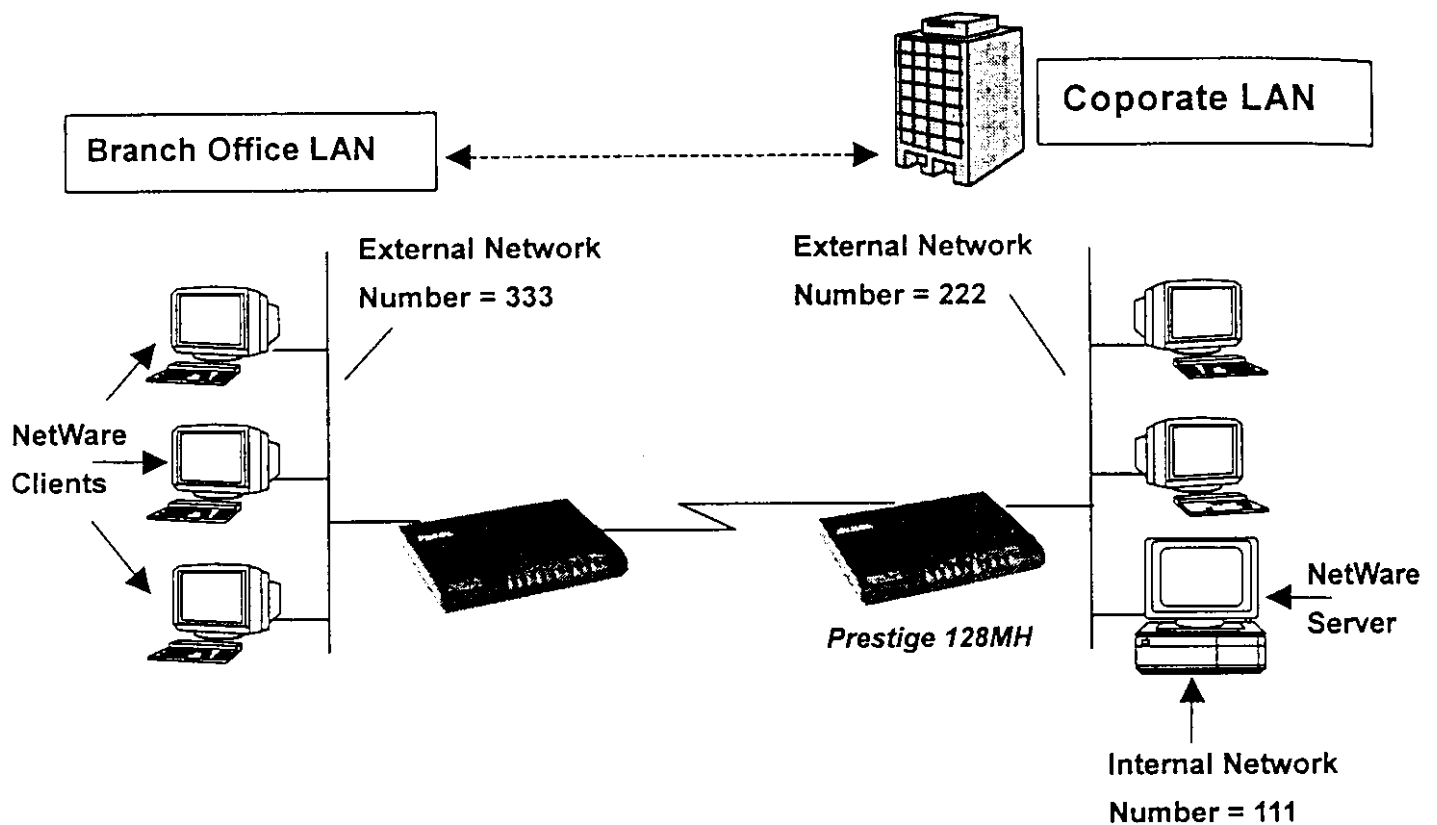 Branch Office LAN
Coporate LAN
External Network
Number = 333
External Network
Number = 222
NetWare
Clients
Prestige 128MH
NetWare
Server
Internal Network
Number = 111